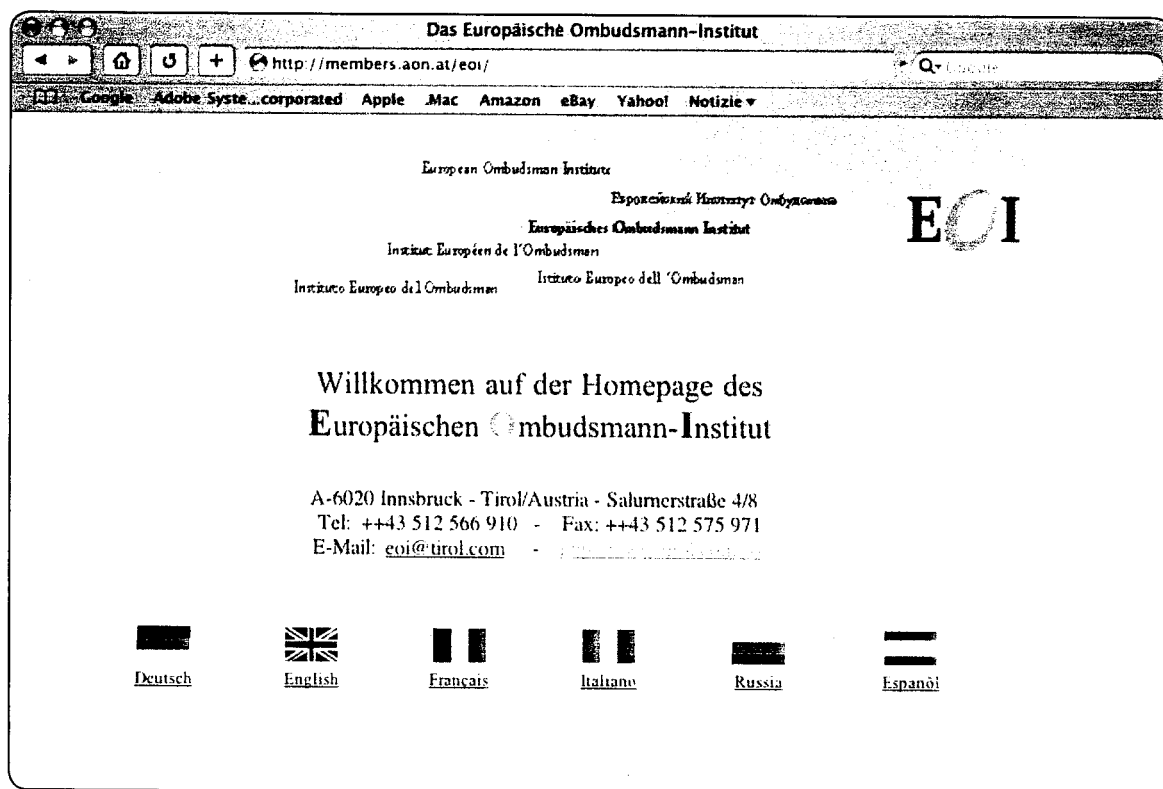 Das Europäische Ombudsmann-Institut
http://members.aon.at/eoi/
Google
Google Adobe Syste...corporated Apple .Mac Amazon eBay Yahoo! Notizie
European Ombudsman Institute
Европейский Институт Омбудсмана
Europäisches Ombudsmann Institut
Institut Européen de l'Ombudsman
Istituto Europeo dell 'Ombudsman
Instituto Europeo del Ombudsman
EOI
Willkommen auf der Homepage des
Europäischen Ombudsmann-Institut
A-6020 Innsbruck - Tirol/Austria - Salurnerstraße 4/8
Tel: ++43 512 566 910 - Fax: ++43 512 575 971
E-Mail: eoi@tirol.com -
Deutsch English Français Italiano Russia Espanõl